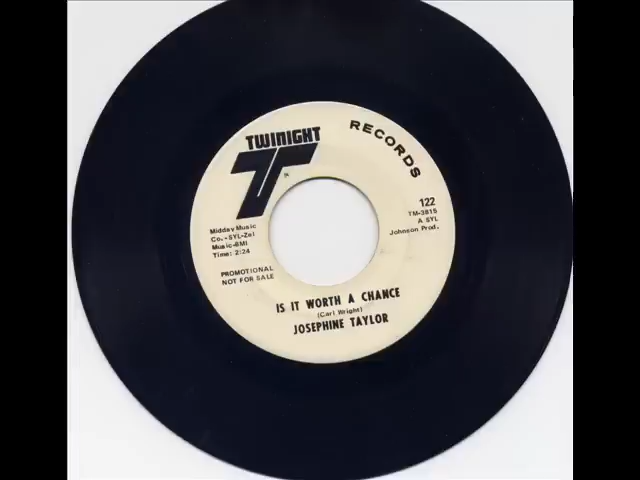 TWINIGHT
RECORDS
T
122
TM-3815
A SYL
Johnson Prod.
Midday Music
Co.-SYL-Zel
Music-BMI
Time: 2:24
PROMOTIONAL
NOT FOR SALE
IS IT WORTH A CHANCE
(Carl Wright)
JOSEPHINE TAYLOR